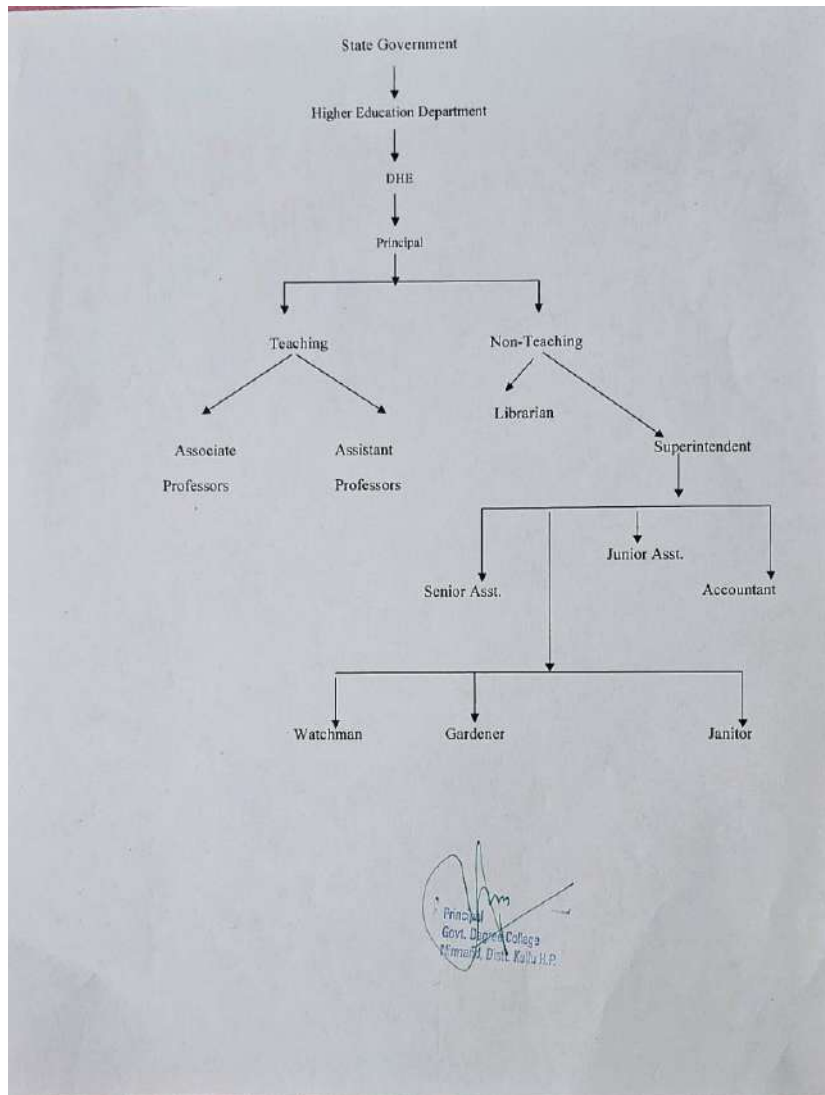 State Government
Higher Education Department
DHE
Principal
Teaching
Non-Teaching
Librarian
Associate
Professors
Assistant
Professors
Superintendent
Junior Asst.
Senior Asst.
Accountant
Watchman
Gardener
Janitor
Principal
Govt. Degree College
Distt. Kullu H.P.